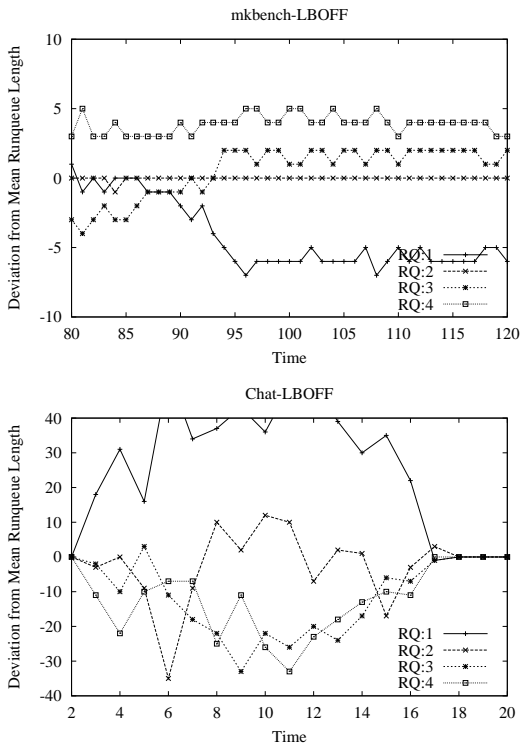 mkbench-LBOFF
10
5
0
-5
-10
Deviation from Mean Runqueue Length
80 85 90 95 100 105 110 115 120
Time
RQ:1
RQ:2
RQ:3
RQ:4
Chat-LBOFF
40
30
20
10
0
-10
-20
-30
-40
Deviation from Mean Runqueue Length
2 4 6 8 10 12 14 16 18 20
Time
RQ:1
RQ:2
RQ:3
RQ:4